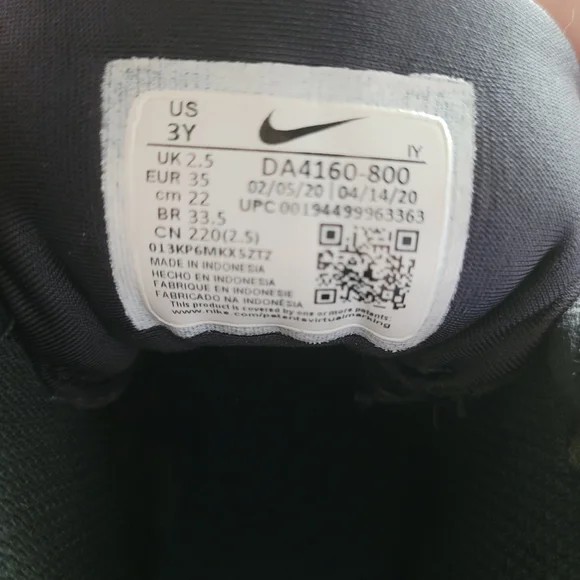 US
3Y
IY
UK 2.5
EUR 35
cm 22
BR 33.5
CN 220(2.5)
DA4160-800
02/05/20 | 04/14/20
UPC 00194499963363
013KP6MKX5ZTZ
MADE IN INDONESIA
HECHO EN INDONESIA
FABRIQUE EN INDONESIE
FABRICADO NA INDONESIA
This product is covered by one or more patents:
www.nike.com/patentsvirtualmarking